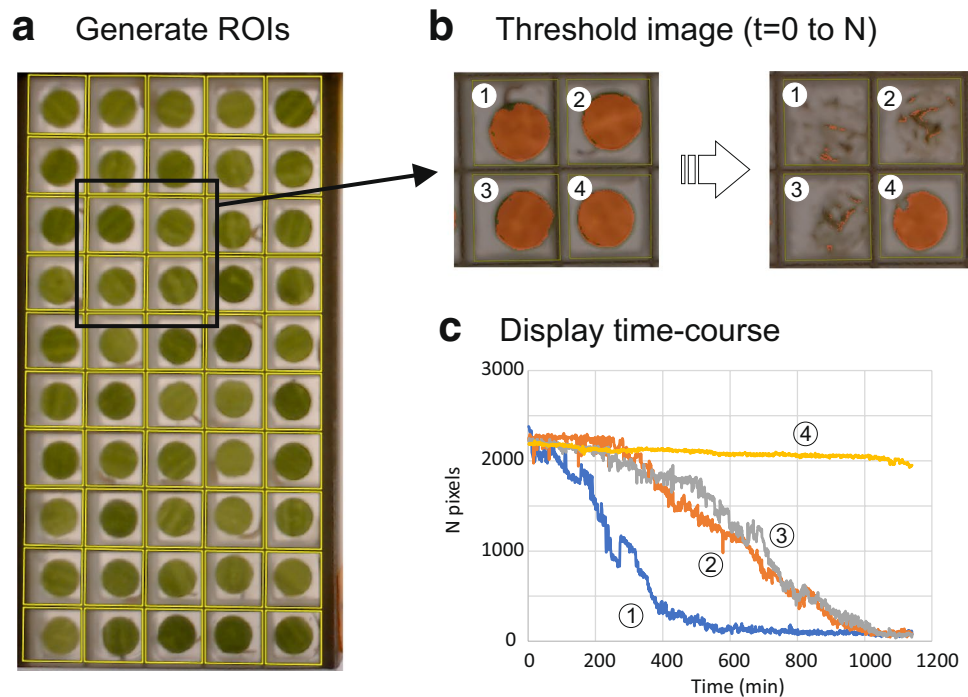 a Generate ROIs
b Threshold image (t=0 to N)
1 2
3 4
1 2
3 4
c Display time-course
3000
2000
1000
0
N pixels
4
3
2
1
0 200 400 600 800 1000 1200
Time (min)